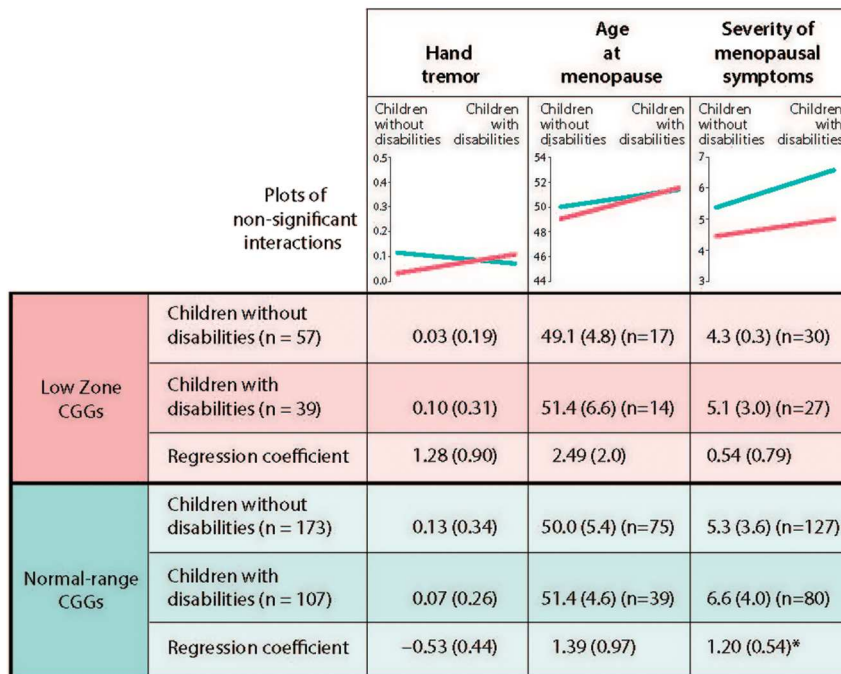 Hand
tremor
Age
at
menopause
Severity of
menopausal
symptoms
Plots of
non-significant
interactions
Children
without
disabilities
Children
with
disabilities
0.5
0.4
0.3
0.2
0.1
0.0
Children
without
disabilities
Children
with
disabilities
54
52
50
48
46
44
Children
without
disabilities
Children
with
disabilities
7
6
5
4
3
Low Zone
CGGs
Children without
disabilities (n = 57) 0.03 (0.19) 49.1 (4.8) (n=17) 4.3 (0.3) (n=30)
Children with
disabilities (n = 39) 0.10 (0.31) 51.4 (6.6) (n=14) 5.1 (3.0) (n=27)
Regression coefficient 1.28 (0.90) 2.49 (2.0) 0.54 (0.79)
Normal-range
CGGs
Children without
disabilities (n = 173) 0.13 (0.34) 50.0 (5.4) (n=75) 5.3 (3.6) (n=127)
Children with
disabilities (n = 107) 0.07 (0.26) 51.4 (4.6) (n=39) 6.6 (4.0) (n=80)
Regression coefficient −0.53 (0.44) 1.39 (0.97) 1.20 (0.54)*